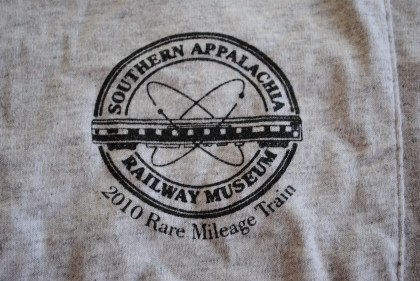 SOUTHERN APPALACHIA
RAILWAY MUSEUM
2010 Rare Mileage Train